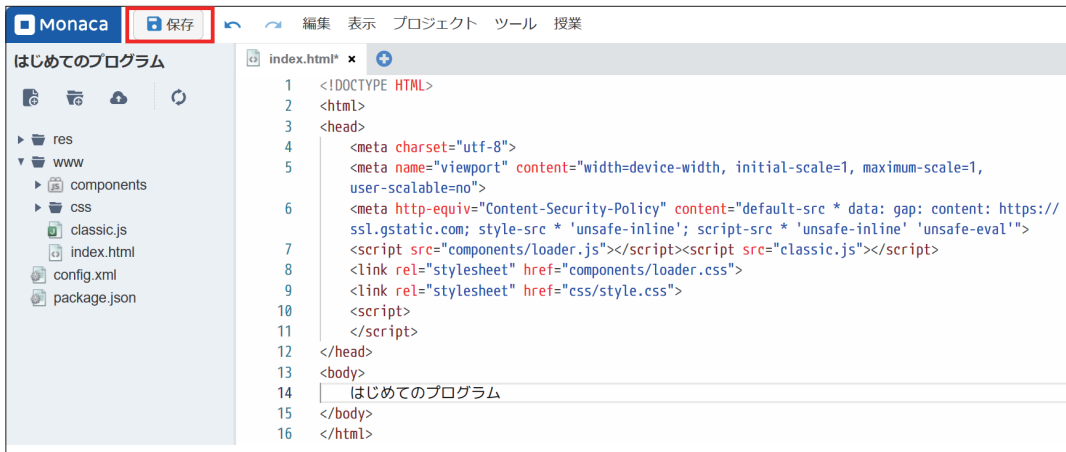 Monaca 保存 編集 表示 プロジェクト ツール 授業
はじめてのプログラム
index.html* ×
res
www
components
css
classic.js
index.html
config.xml
package.json
1 <!DOCTYPE HTML>
2 <html>
3 <head>
4 <meta charset="utf-8">
5 <meta name="viewport" content="width=device-width, initial-scale=1, maximum-scale=1,
user-scalable=no">
6 <meta http-equiv="Content-Security-Policy" content="default-src * data: gap: content: https://
ssl.gstatic.com; style-src * 'unsafe-inline'; script-src * 'unsafe-inline' 'unsafe-eval'">
7 <script src="components/loader.js"></script><script src="classic.js"></script>
8 <link rel="stylesheet" href="components/loader.css">
9 <link rel="stylesheet" href="css/style.css">
10 <script>
11 </script>
12 </head>
13 <body>
14 はじめてのプログラム
15 </body>
16 </html>